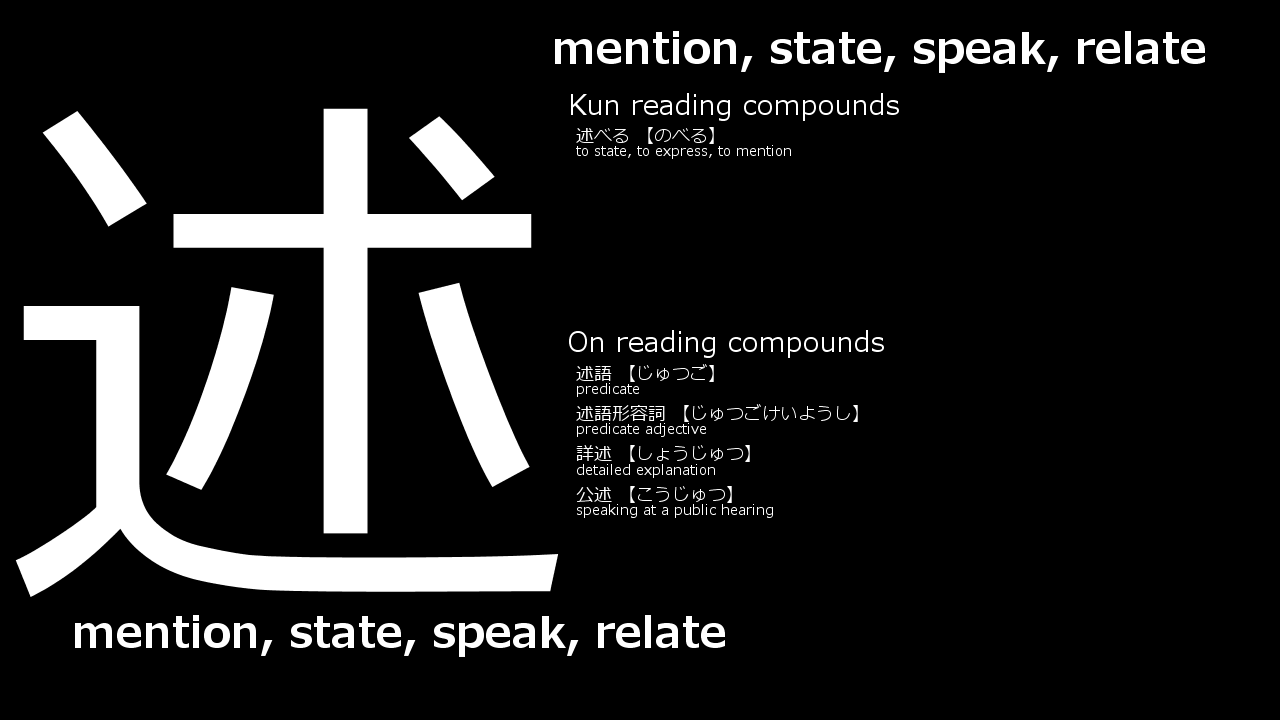 述
mention, state, speak, relate
Kun reading compounds
述べる 【のべる】
to state, to express, to mention
On reading compounds
述語 【じゅつご】
predicate
述語形容詞 【じゅつごけいようし】
predicate adjective
詳述 【しょうじゅつ】
detailed explanation
公述 【こうじゅつ】
speaking at a public hearing
mention, state, speak, relate